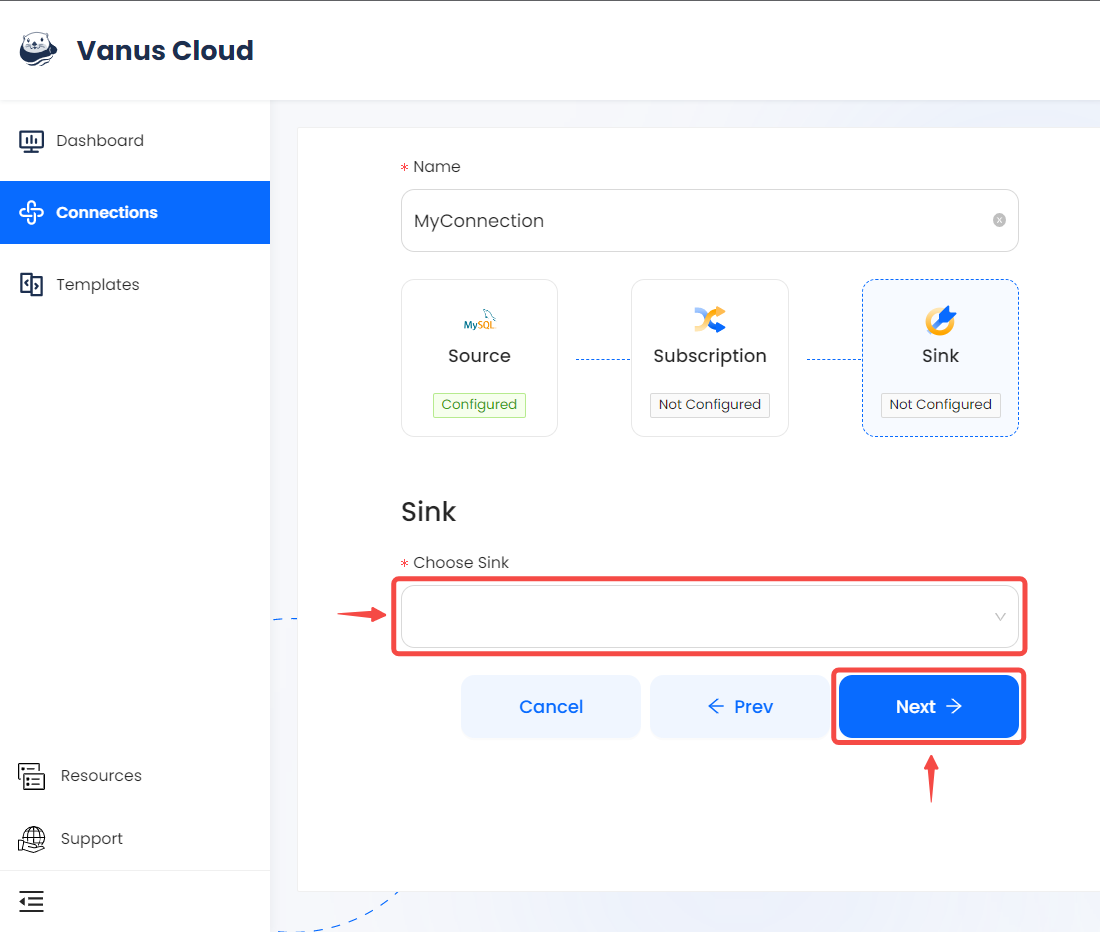 Vanus Cloud
Dashboard
Connections
Templates
Resources
Support
* Name
MyConnection
MySQL
Source
Configured
Subscription
Not Configured
Sink
Not Configured
Sink
* Choose Sink
Cancel
Prev
Next